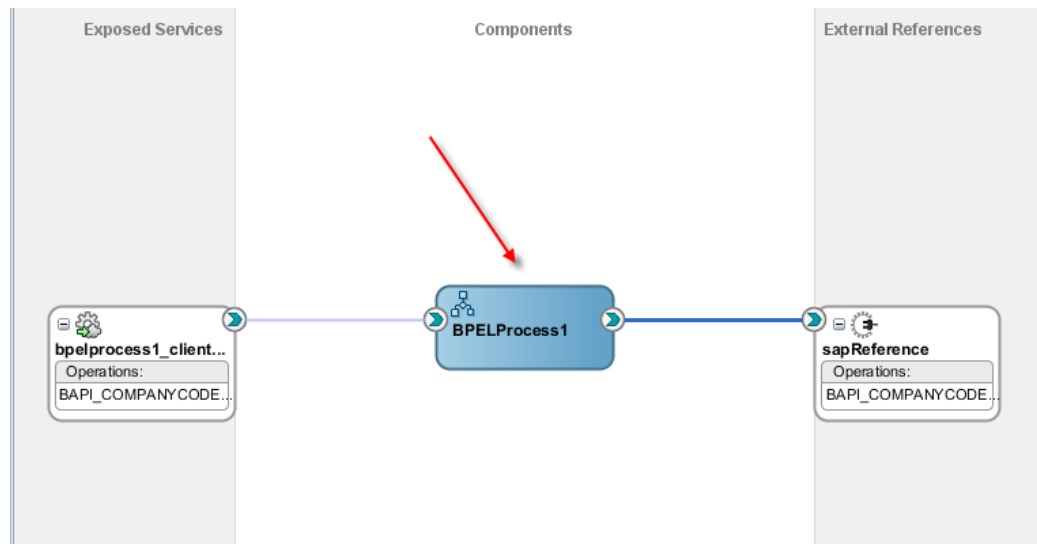 Exposed Services
Components
External References
bpelprocess1_client...
Operations:
BAPI_COMPANYCODE...
BPELProcess1
sapReference
Operations:
BAPI_COMPANYCODE...